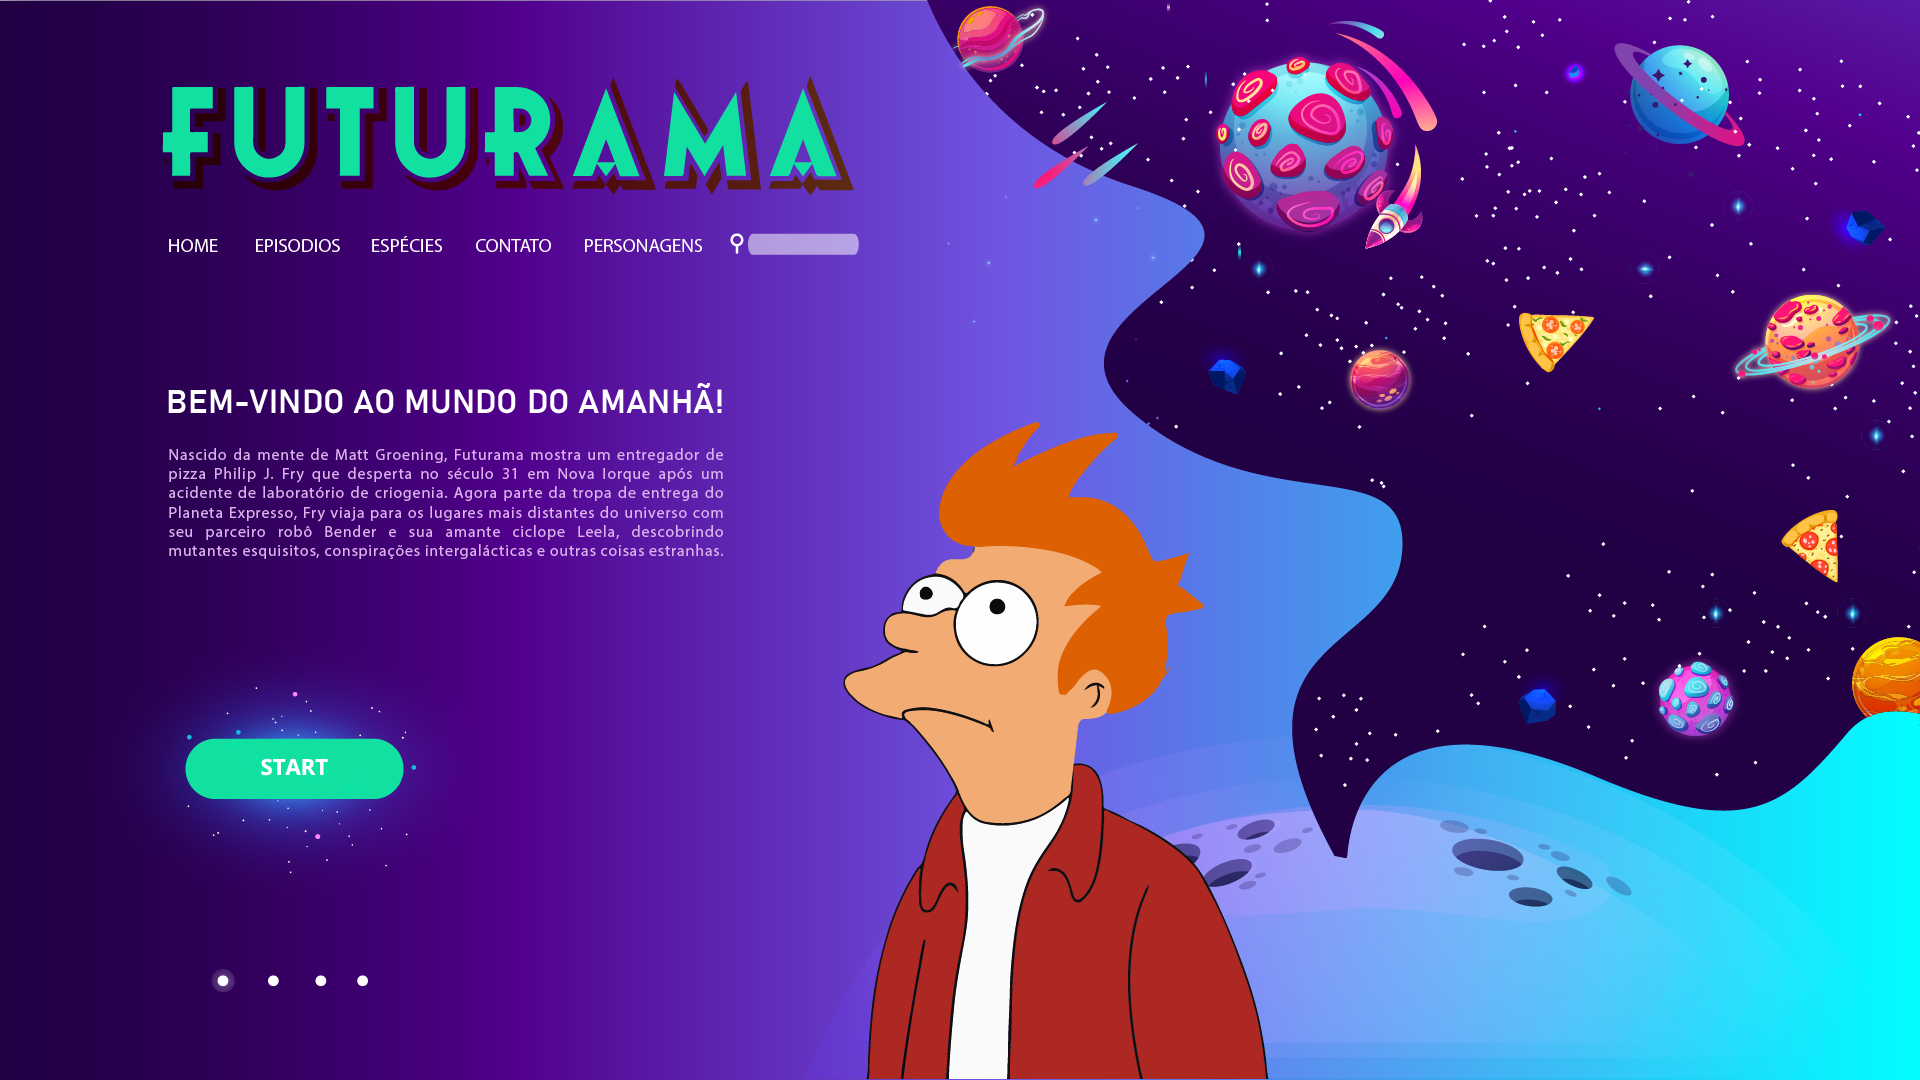 FUTURAMA
HOME EPISODIOS ESPÉCIES CONTATO PERSONAGENS
BEM-VINDO AO MUNDO DO AMANHÃ!
Nascido da mente de Matt Groening, Futurama mostra um entregador de
pizza Philip J. Fry que desperta no século 31 em Nova Iorque após um
acidente de laboratório de criogenia. Agora parte da tropa de entrega do
Planeta Expresso, Fry viaja para os lugares mais distantes do universo com
seu parceiro robô Bender e sua amante ciclope Leela, descobrindo
mutantes esquisitos, conspirações intergalácticas e outras coisas estranhas.
START